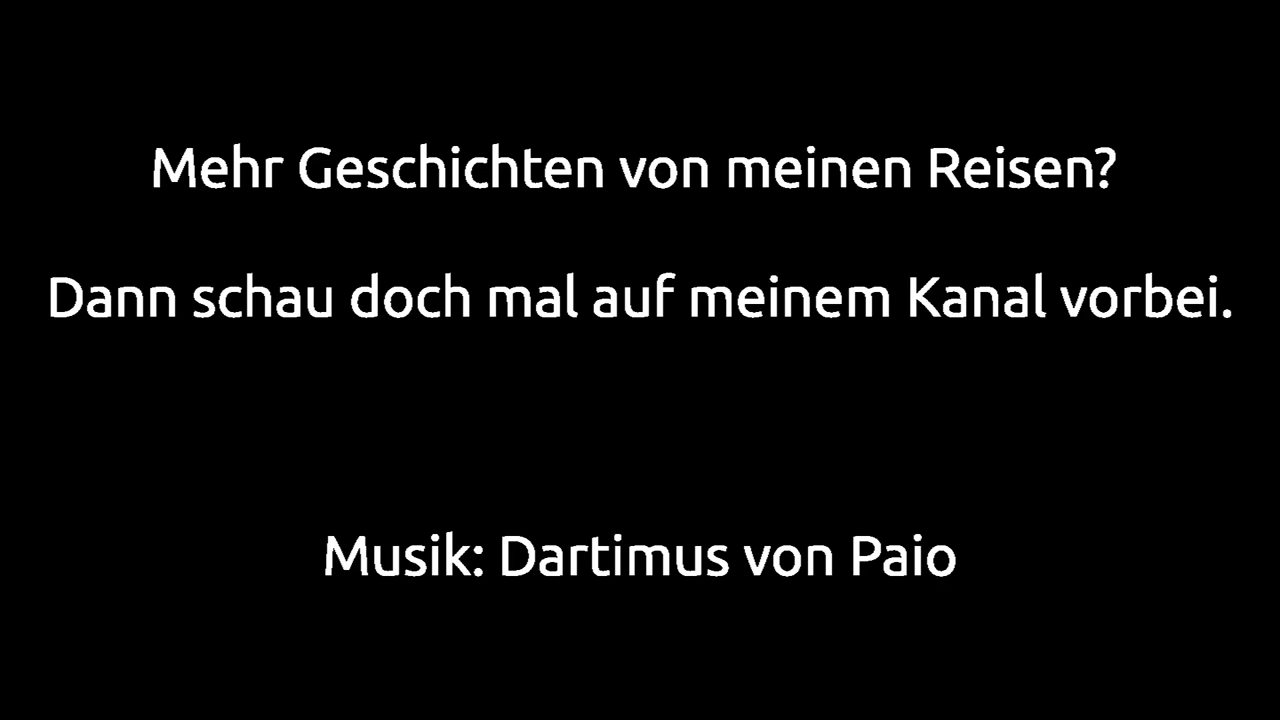 Mehr Geschichten von meinen Reisen?
Dann schau doch mal auf meinem Kanal vorbei.
Musik: Dartimus von Paio